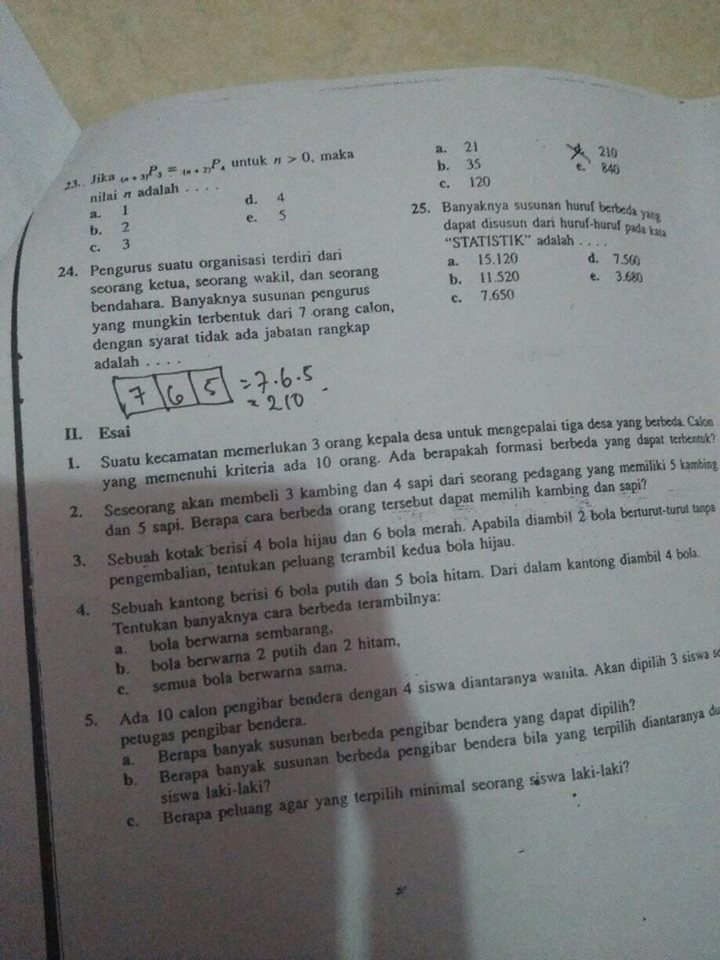 23. Jika (n + 3)P3 = (n + 2)P4 untuk n > 0, maka
nilai n adalah . . . .
a. 1
b. 2
c. 3
d. 4
e. 5
24. Pengurus suatu organisasi terdiri dari
seorang ketua, seorang wakil, dan seorang
bendahara. Banyaknya susunan pengurus
yang mungkin terbentuk dari 7 orang calon,
dengan syarat tidak ada jabatan rangkap
adalah . . . .
7 6 5 = 7.6.5
= 210
a. 21
b. 35
c. 120
d. 210
e. 840
25. Banyaknya susunan huruf berbeda yang
dapat disusun dari huruf-huruf pada kata
"STATISTIK" adalah . . . .
a. 15.120
b. 11.520
c. 7.650
d. 7.560
e. 3.680
II. Esai
1. Suatu kecamatan memerlukan 3 orang kepala desa untuk mengepalai tiga desa yang berbeda. Calon
yang memenuhi kriteria ada 10 orang. Ada berapakah formasi berbeda yang dapat terbentuk?
2. Seseorang akan membeli 3 kambing dan 4 sapi dari seorang pedagang yang memiliki 5 kambing
dan 5 sapi. Berapa cara berbeda orang tersebut dapat memilih kambing dan sapi?
3. Sebuah kotak berisi 4 bola hijau dan 6 bola merah. Apabila diambil 2 bola berturut-turut tanpa
pengembalian, tentukan peluang terambil kedua bola hijau.
4. Sebuah kantong berisi 6 bola putih dan 5 bola hitam. Dari dalam kantong diambil 4 bola.
Tentukan banyaknya cara berbeda terambilnya:
a. bola berwarna sembarang,
b. bola berwarna 2 putih dan 2 hitam,
c. semua bola berwarna sama.
5. Ada 10 calon pengibar bendera dengan 4 siswa diantaranya wanita. Akan dipilih 3 siswa
petugas pengibar bendera.
a. Berapa banyak susunan berbeda pengibar bendera yang dapat dipilih?
b. Berapa banyak susunan berbeda pengibar bendera bila yang terpilih diantaranya
siswa laki-laki?
c. Berapa peluang agar yang terpilih minimal seorang siswa laki-laki?